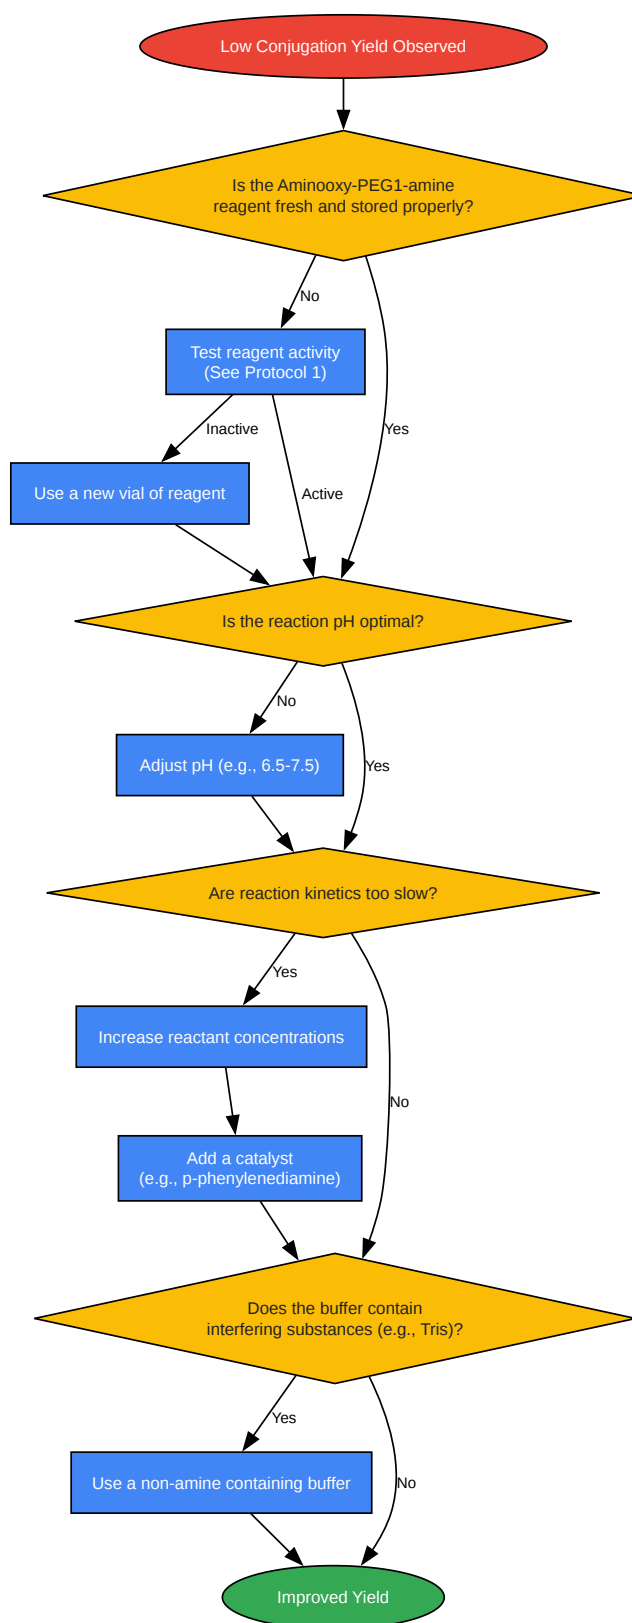 Low Conjugation Yield Observed
Is the Aminooxy-PEG1-amine
reagent fresh and stored properly?
No
Test reagent activity
(See Protocol 1)
Yes
Inactive
Use a new vial of reagent
Active
Is the reaction pH optimal?
No
Adjust pH (e.g., 6.5-7.5)
Yes
Are reaction kinetics too slow?
Yes
Increase reactant concentrations
No
Add a catalyst
(e.g., p-phenylenediamine)
Does the buffer contain
interfering substances (e.g., Tris)?
Yes
Use a non-amine containing buffer
No
Improved Yield